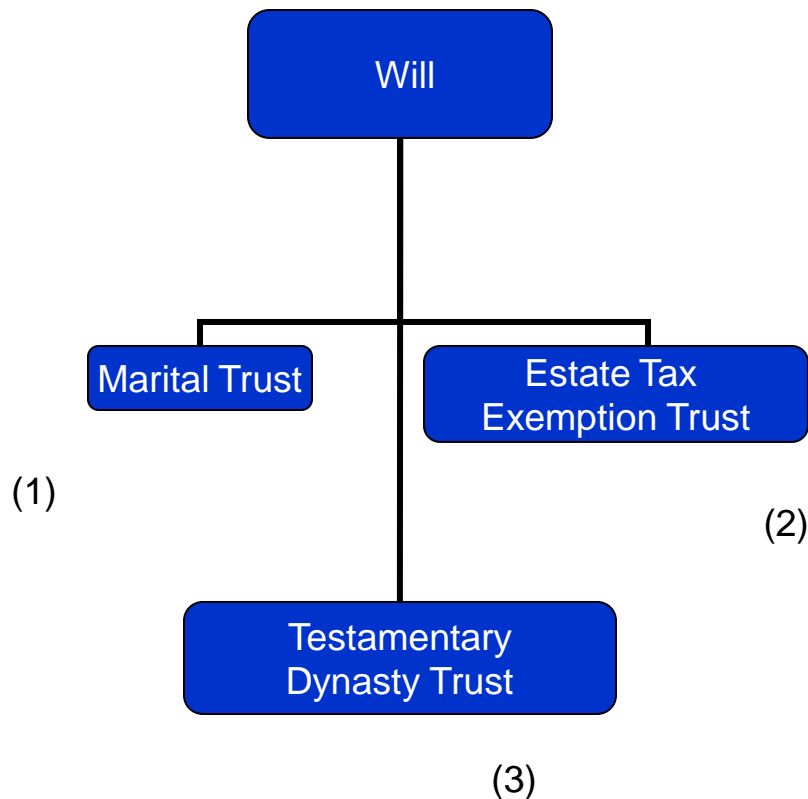 Will
Marital Trust
Estate Tax
Exemption Trust
(1)
(2)
Testamentary
Dynasty Trust
(3)